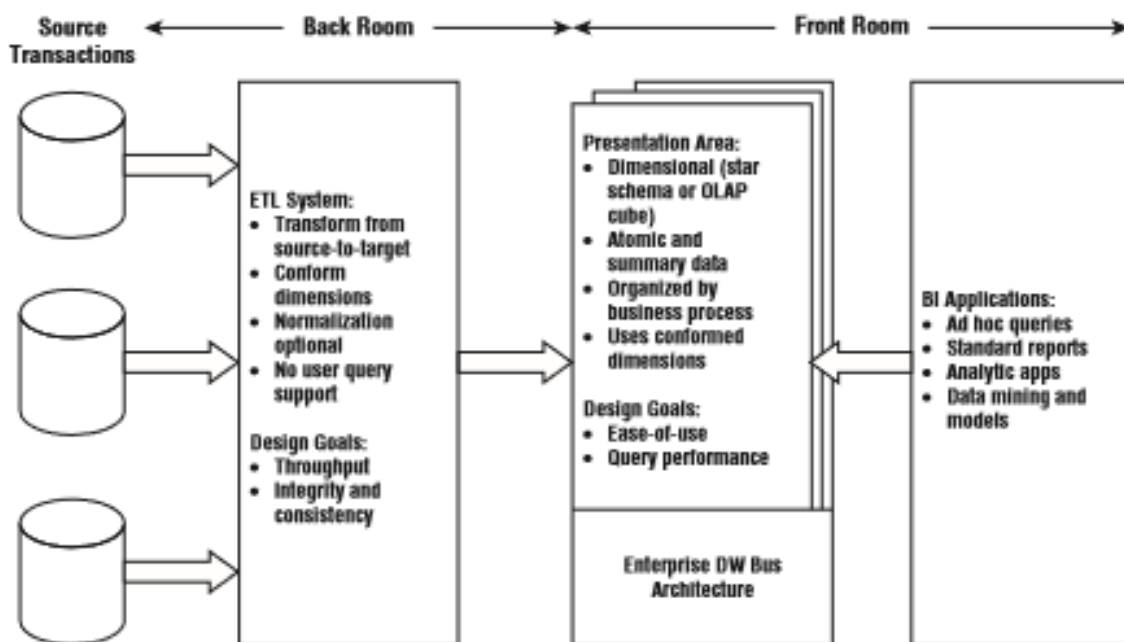 Source
Transactions
Back Room
Front Room
ETL System:
• Transform from
source-to-target
• Conform
dimensions
• Normalization
optional
• No user query
support
Design Goals:
• Throughput
• Integrity and
consistency
Presentation Area:
• Dimensional (star
schema or OLAP
cube)
• Atomic and
summary data
• Organized by
business process
• Uses conformed
dimensions
Design Goals:
• Ease-of-use
• Query performance
Enterprise DW Bus
Architecture
BI Applications:
• Ad hoc queries
• Standard reports
• Analytic apps
• Data mining and
models